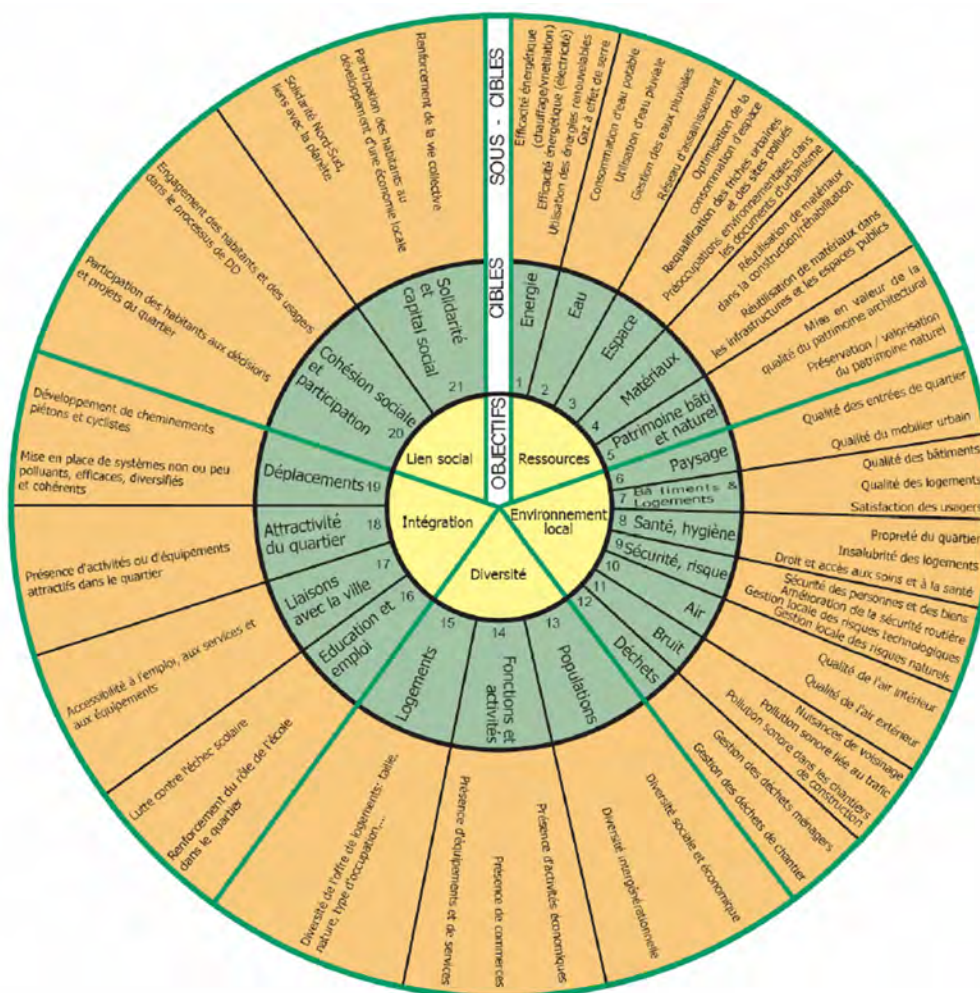 SOUS - CIBLES
CIBLES
OBJECTIFS
Ressources
Environnement
local
Diversité
Intégration
Lien social
1
Energie
2
Eau
3
Espace
4
Matériaux
5
Patrimoine bâti
et naturel
6
Paysage
7
Bâ timents &
Logements
8
Santé, hygiène
9
Sécurité, risque
10
Air
11
Bruit
12
Déchets
13
Populations
14
Fonctions et
activités
15
Logements
16
Education et
emploi
17
Liaisons
avec la ville
18
Attractivité
du quartier
19
Déplacements
20
Cohésion sociale
et
participation
21
Solidarité
et
capital social
Efficacité énergétique
(chauffage/vnetilation)
Efficacité énergétique (électricité)
Utilisation des énergies renouvelables
Gaz à effet de serre
Consommation d'eau potable
Utilisation d'eau pluviale
Gestion des eaux pluviales
Réseau d'assainissement
Optimisation de la
consommation d'espace
Requalification des friches urbaines
et des sites pollués
Préoccupations environnementales dans
les documents d'urbanisme
Réutilisation de matériaux
dans la construction/réhabilitation
Réutilisation de matériaux dans
les infrastructures et les espaces publics
Mise en valeur de la
qualité du patrimoine architectural
Préservation / valorisation
du patrimoine naturel
Qualité des entrées de quartier
Qualité du mobilier urbain
Qualité des bâtiments
Qualité des logements
Satisfaction des usagers
Propreté du quartier
Insalubrité des logements
Droit et accès aux soins et à la santé
Sécurité des personnes et des biens
Amélioration de la sécurité routière
Gestion locale des risques technologiques
Gestion locale des risques naturels
Qualité de l'air intérieur
Qualité de l'air extérieur
Nuisances de voisinage
Pollution sonore liée au trafic
Pollution sonore dans les chantiers
de construction
Gestion des déchets ménagers
Gestion des déchets de chantier
Diversité sociale et économique
Diversité intergénérationnelle
Présence d'activités économiques
Présence de commerces
Présence d'équipements et de services
Diversité de l'offre de logements: taille,
nature, type d'occupation,...
Renforcement du rôle de l'école
dans le quartier
Lutte contre l'échec scolaire
Accessibilité à l'emploi, aux services et
aux équipements
Présence d'activités ou d'équipements
attractifs dans le quartier
Mise en place de systèmes non ou peu
polluants, efficaces, diversifiés
et cohérents
Développement de cheminements
piétons et cyclistes
Participation des habitants aux décisions
et projets du quartier
Engagement des habitants et des usagers
dans le processus de DD
Solidarité Nord-Sud,
liens avec la planète
Participation des habitants au
développement d'une économie locale
Renforcement de la vie collective